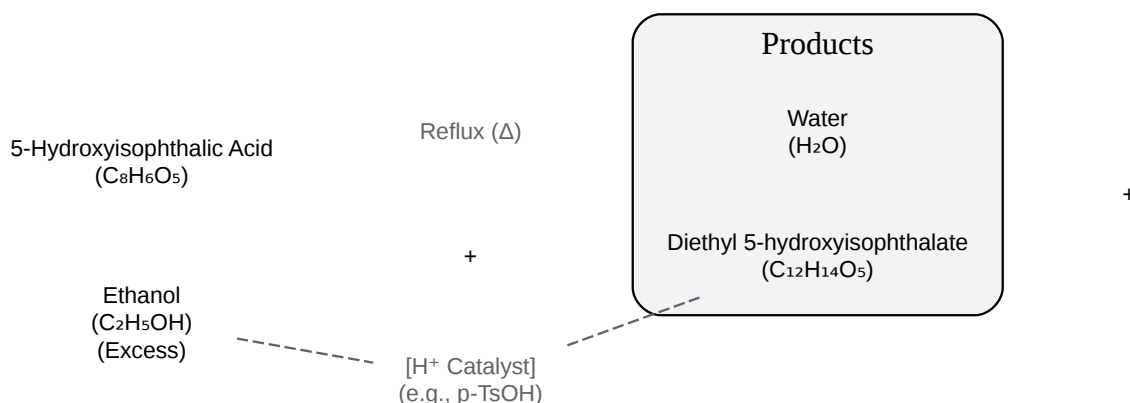 Products
Water
(H₂O)
Reflux (Δ)
5-Hydroxyisophthalic Acid
(C₈H₆O₅)
+
Diethyl 5-hydroxyisophthalate
(C₁₂H₁₄O₅)
+
Ethanol
(C₂H₅OH)
(Excess)
[H⁺ Catalyst]
(e.g., p-TsOH)